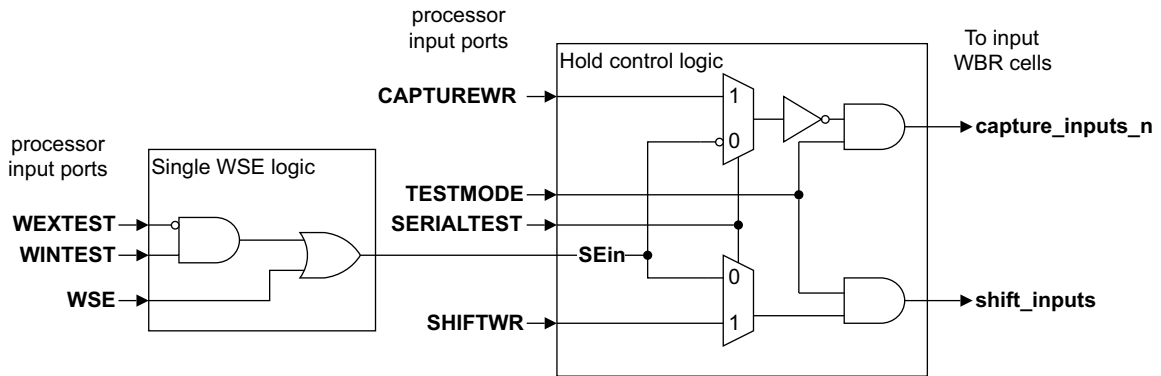 processor
input ports
To input
WBR cells
Hold control logic
CAPTUREWR
1
0
capture_inputs_n
processor
input ports
Single WSE logic
TESTMODE
WEXTEST
SERIALTEST
WINTEST
SEin
0
WSE
shift_inputs
SHIFTWR
1